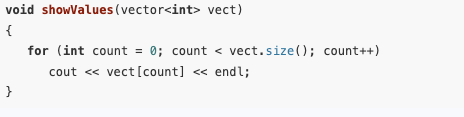 void showValues(vector<int> vect)
{
   for (int count = 0; count < vect.size(); count++)
      cout << vect[count] << endl;
}